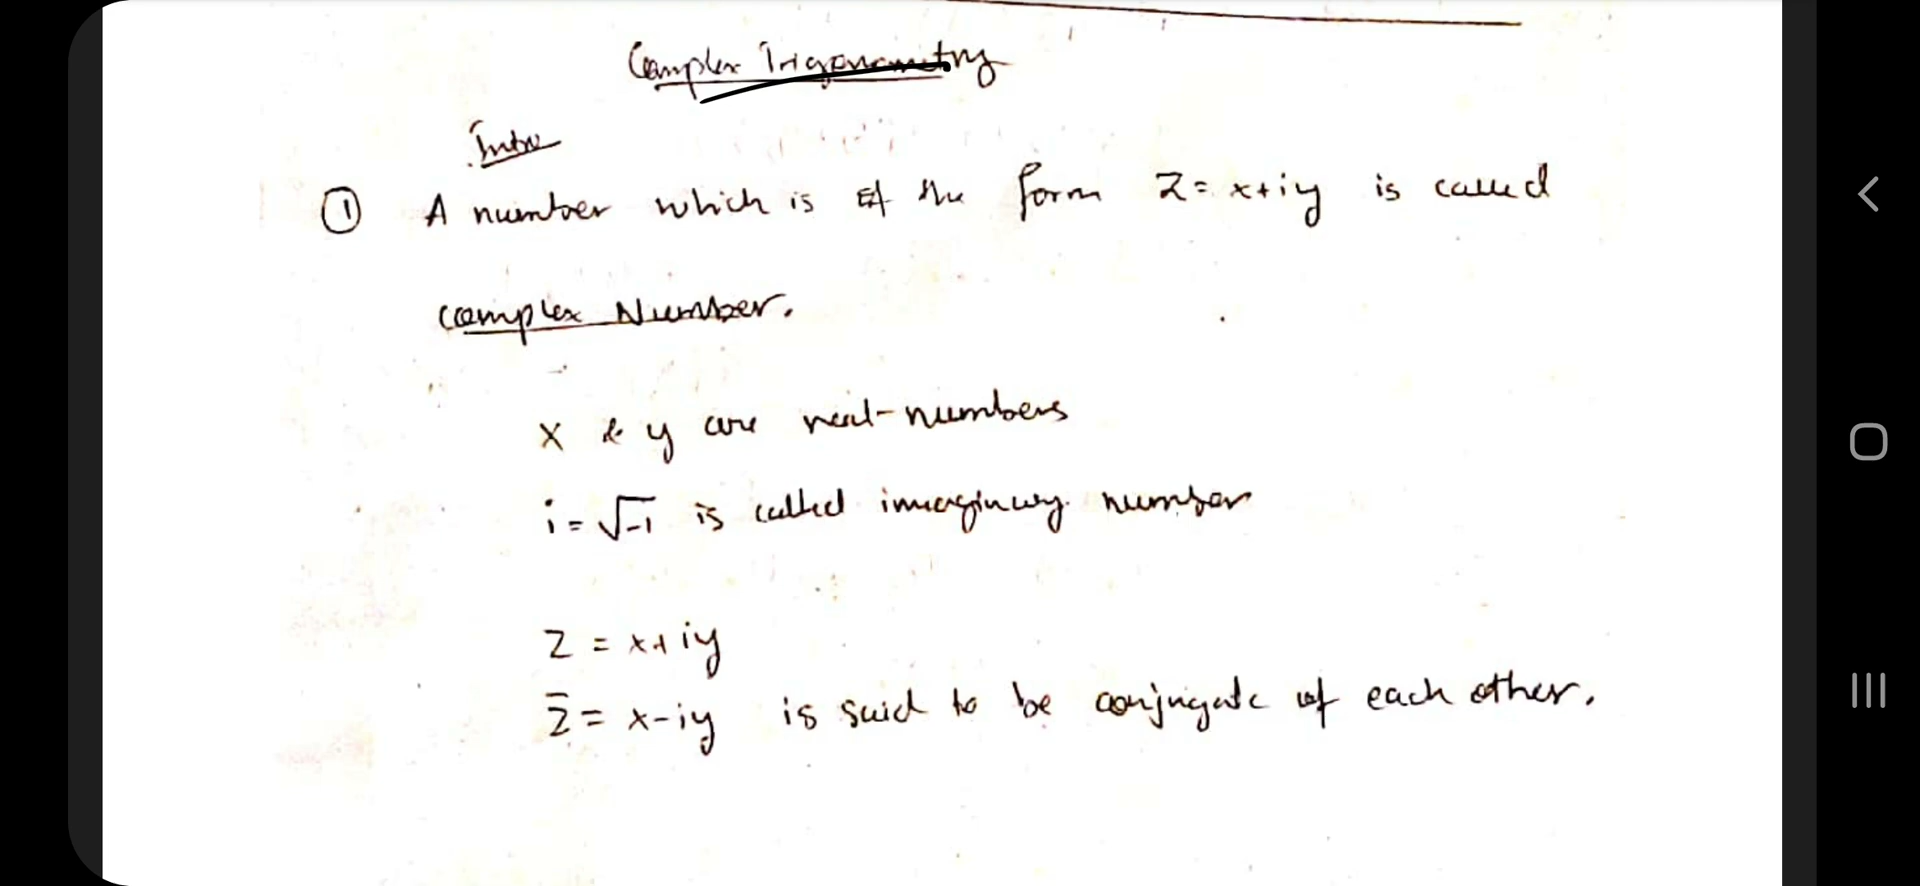 Complex Trigonometry
Intro
① A number which is of the form Z = x+iy is called
complex Number.
x & y are real-numbers
i = √-1 is called imaginary number
Z = x+iy
z̅ = x-iy is said to be conjugate of each other.